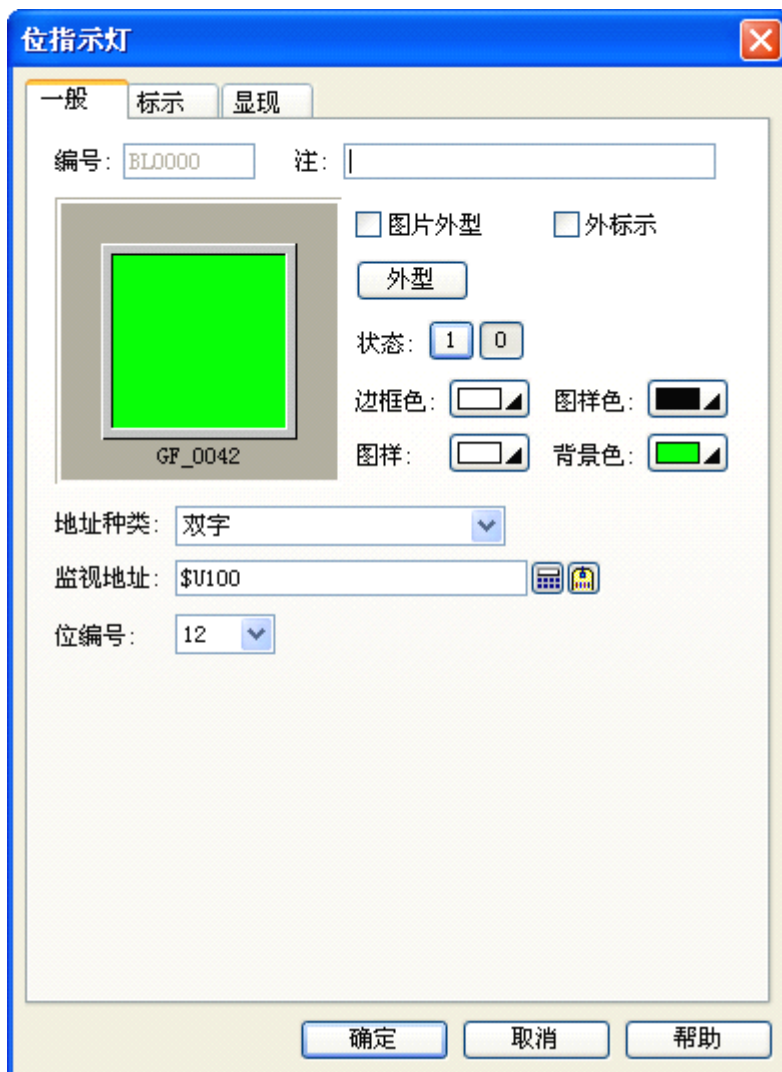 位指示灯
一般 标示 显现
编号: BL0000 注:
图片外型 外标示
外型
状态: 1 0
边框色: 图样色:
GF_0042 图样: 背景色:
地址种类: 双字
监视地址: $U100
位编号: 12
确定 取消 帮助